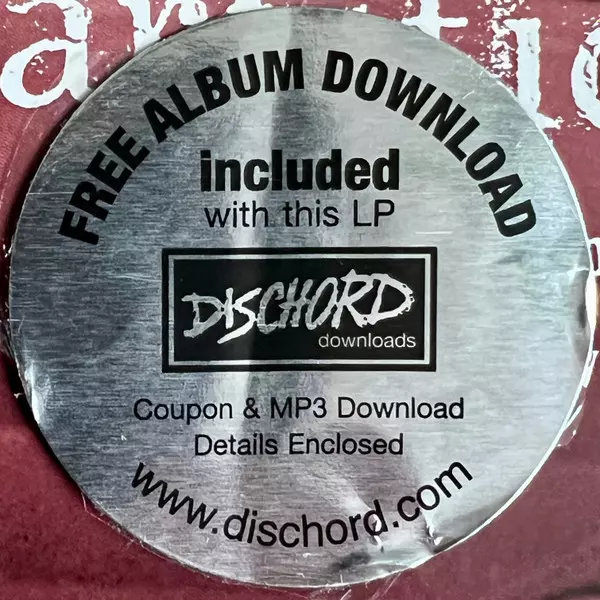 FREE ALBUM DOWNLOAD
included
with this LP
DISCHORD
downloads
Coupon & MP3 Download
Details Enclosed
www.dischord.com